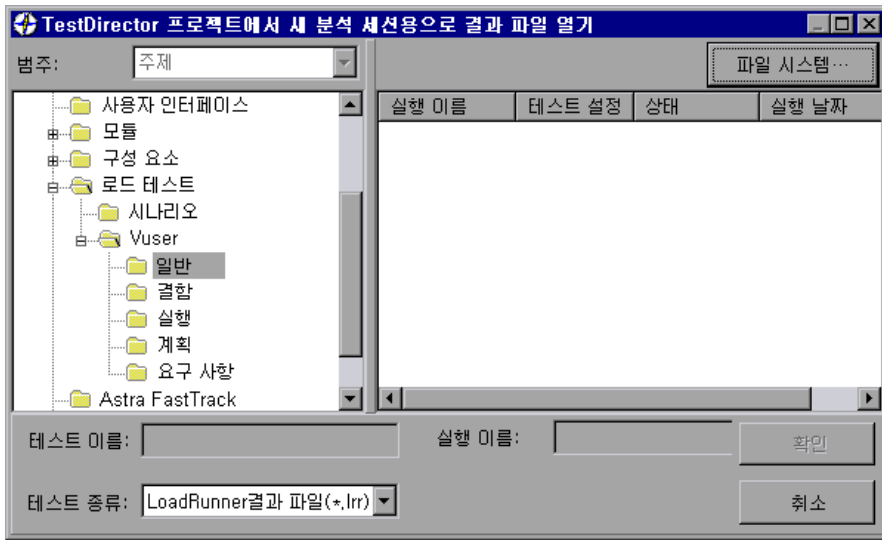 TestDirector 프로젝트에서 새 분석 세션용으로 결과 파일 열기
범주: 주제
파일 시스템...
사용자 인터페이스
모듈
구성 요소
로드 테스트
시나리오
Vuser
일반
결함
실행
계획
요구 사항
Astra FastTrack
실행 이름 테스트 설정 상태 실행 날짜
테스트 이름: 실행 이름: 확인
테스트 종류: LoadRunner결과 파일(*.lrr) 취소